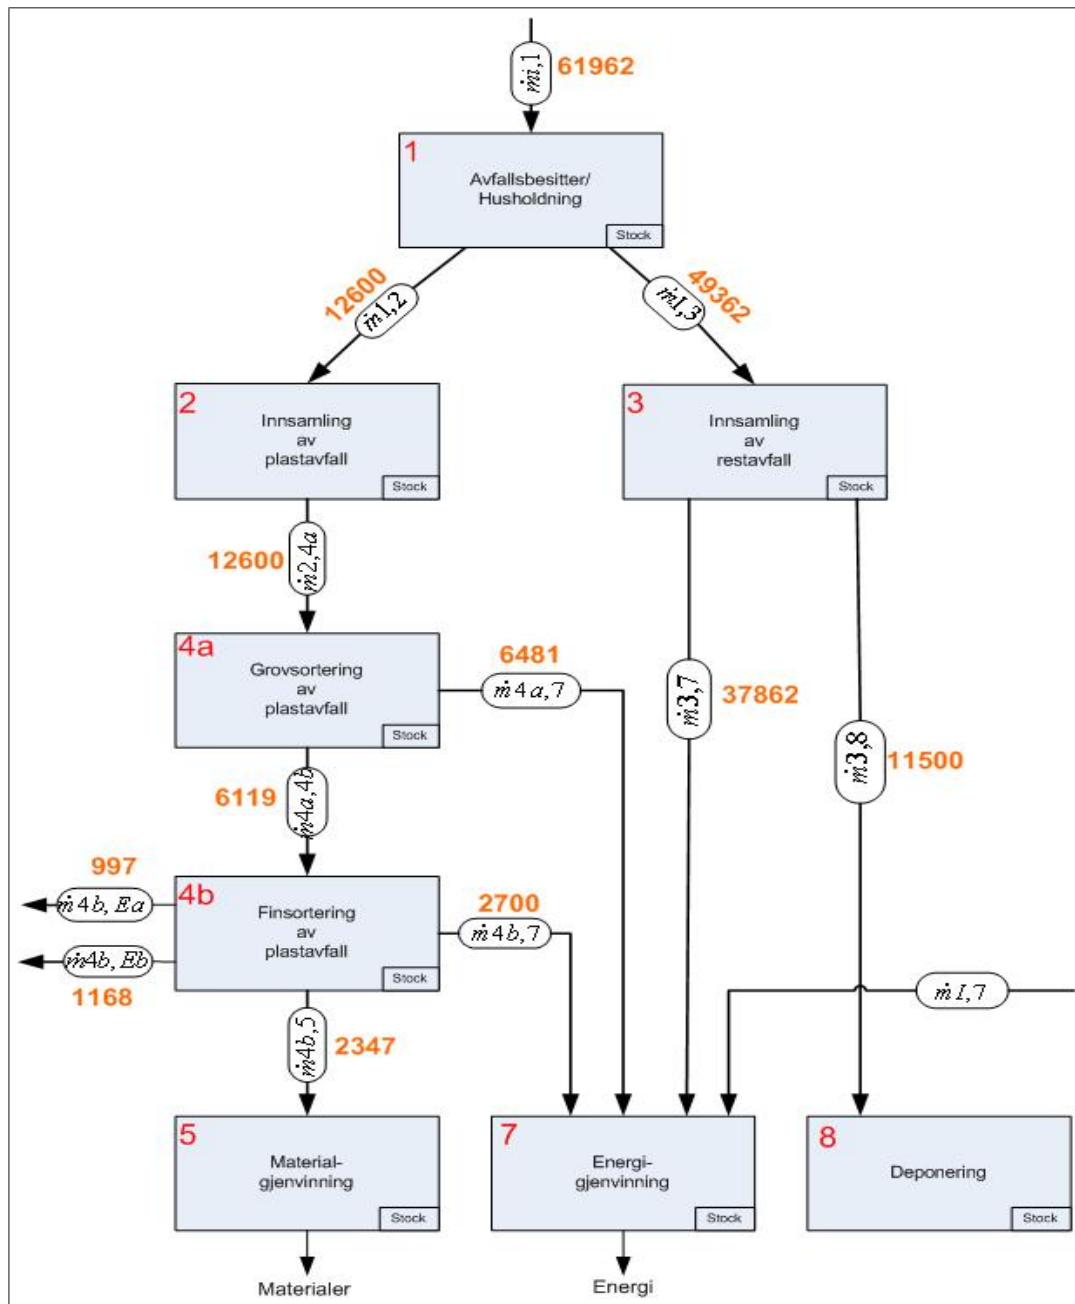 ṁi,1
61962
1
Avfallsbesitter/
Husholdning
Stock
12600
ṁ1,2
49362
ṁ1,3
2
Innsamling
av
plastavfall
Stock
3
Innsamling
av
restavfall
Stock
12600
ṁ2,4a
4a
Grovsortering
av
plastavfall
Stock
6481
ṁ4a,7
ṁ3,7
37862
ṁ3,8
11500
6119
ṁ4a,4b
997
ṁ4b,Ea
ṁ4b,Eb
1168
4b
Finsortering
av
plastavfall
Stock
2700
ṁ4b,7
ṁI,7
ṁ4b,5
2347
5
Material-
gjenvinning
Stock
7
Energi-
gjenvinning
Stock
8
Deponering
Stock
Materialer
Energi